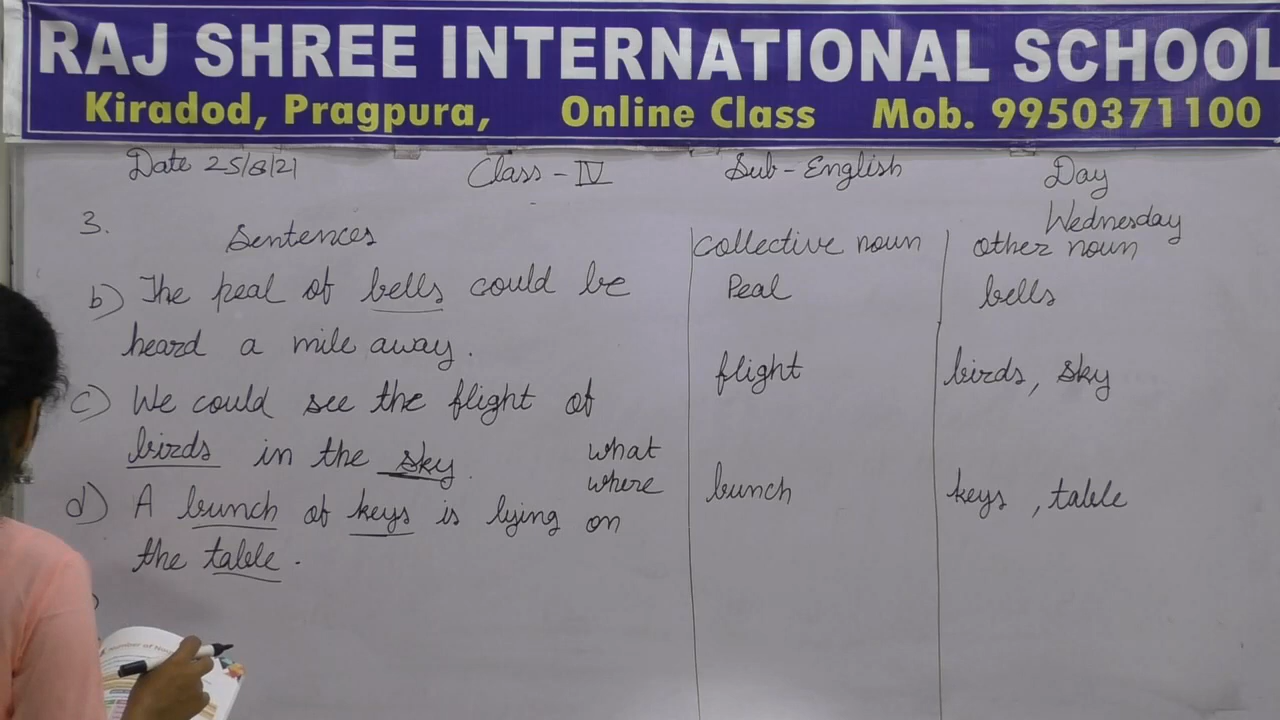 RAJ SHREE INTERNATIONAL SCHOOL
Kiradod, Pragpura, Online Class Mob. 9950371100
Date 25/8/21 Class - IV Sub - English Day
Wednesday
3. Sentences collective noun other noun
b) The peal of bells could be Peal bells
heard a mile away.
flight birds, sky
c) We could see the flight of
birds in the sky.
what
where
bunch keys, table
d) A bunch of keys is lying on
the table.